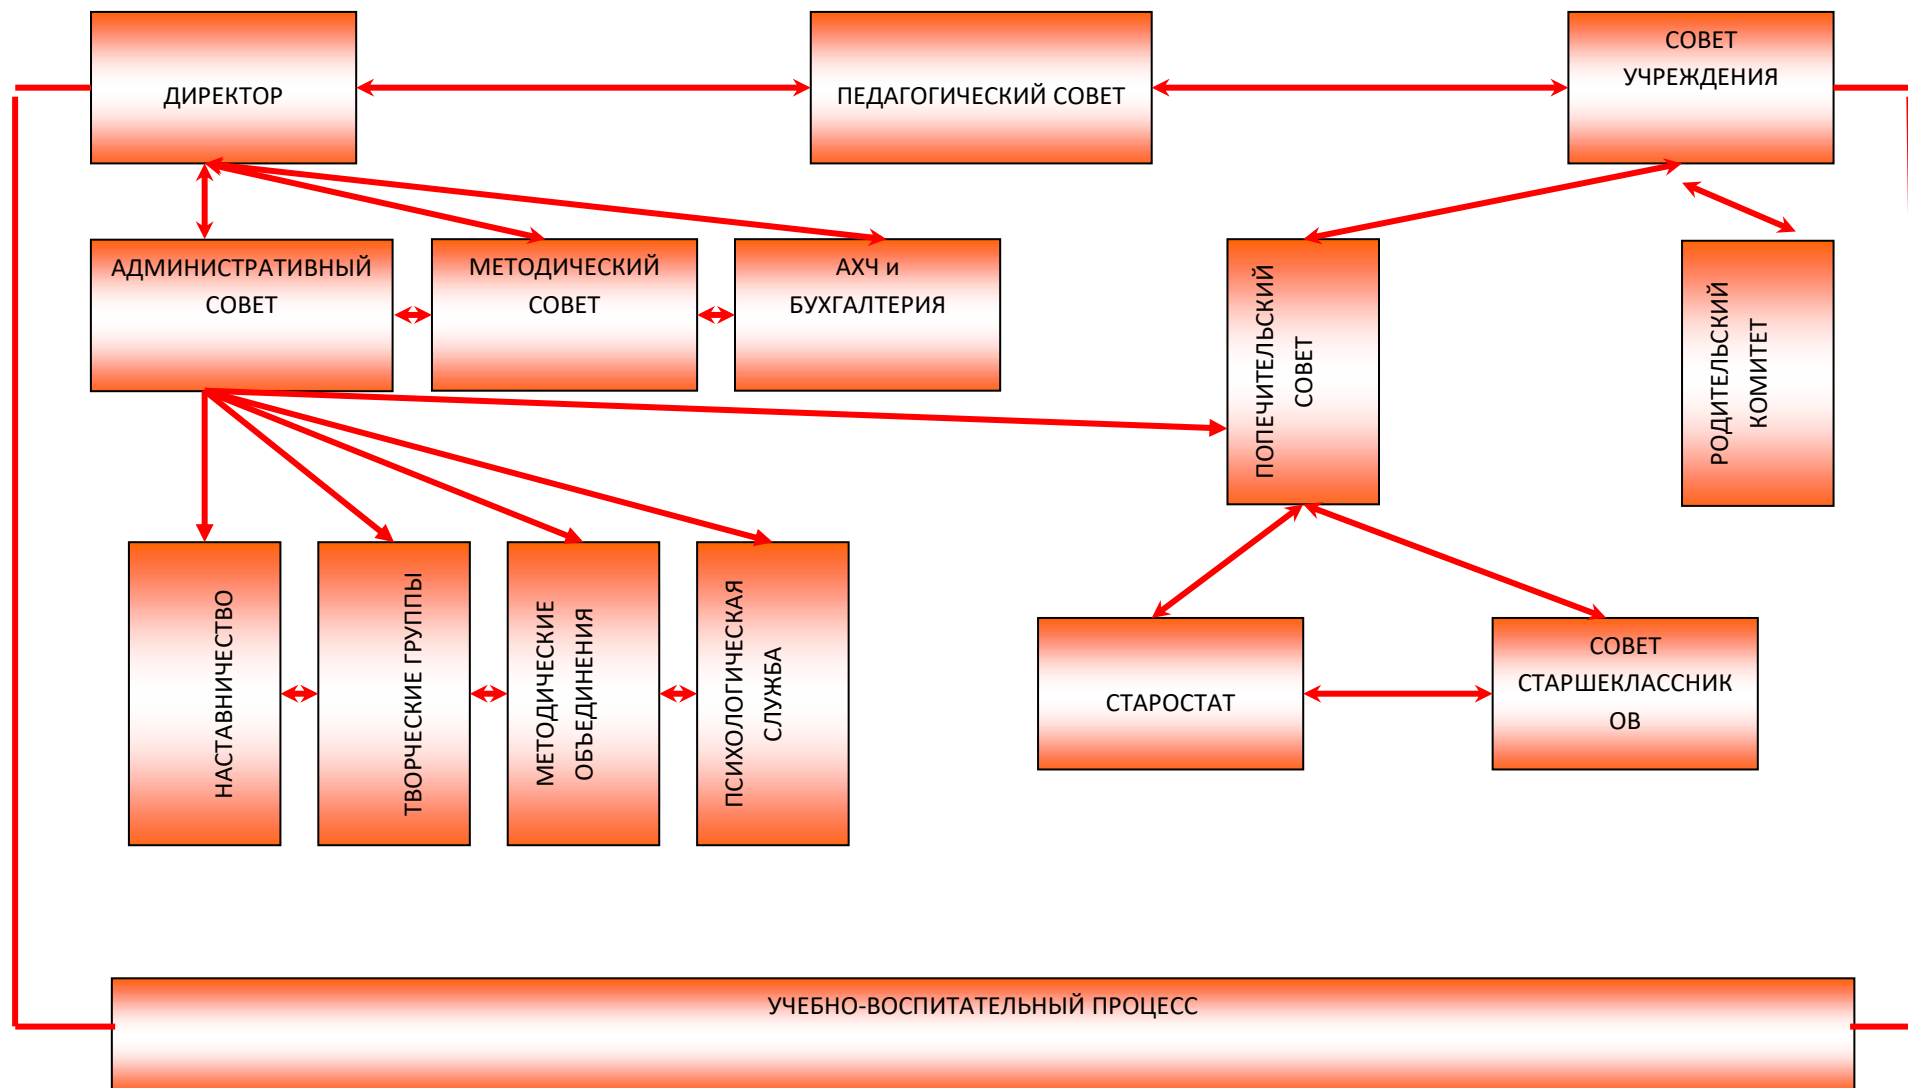 ДИРЕКТОР
ПЕДАГОГИЧЕСКИЙ СОВЕТ
СОВЕТ
УЧРЕЖДЕНИЯ
АДМИНИСТРАТИВНЫЙ
СОВЕТ
МЕТОДИЧЕСКИЙ
СОВЕТ
АХЧ и
БУХГАЛТЕРИЯ
ПОПЕЧИТЕЛЬСКИЙ
СОВЕТ
РОДИТЕЛЬСКИЙ
КОМИТЕТ
НАСТАВНИЧЕСТВО
ТВОРЧЕСКИЕ ГРУППЫ
МЕТОДИЧЕСКИЕ
ОБЪЕДИНЕНИЯ
ПСИХОЛОГИЧЕСКАЯ
СЛУЖБА
СТАРОСТАТ
СОВЕТ
СТАРШЕКЛАССНИК
ОВ
УЧЕБНО-ВОСПИТАТЕЛЬНЫЙ ПРОЦЕСС